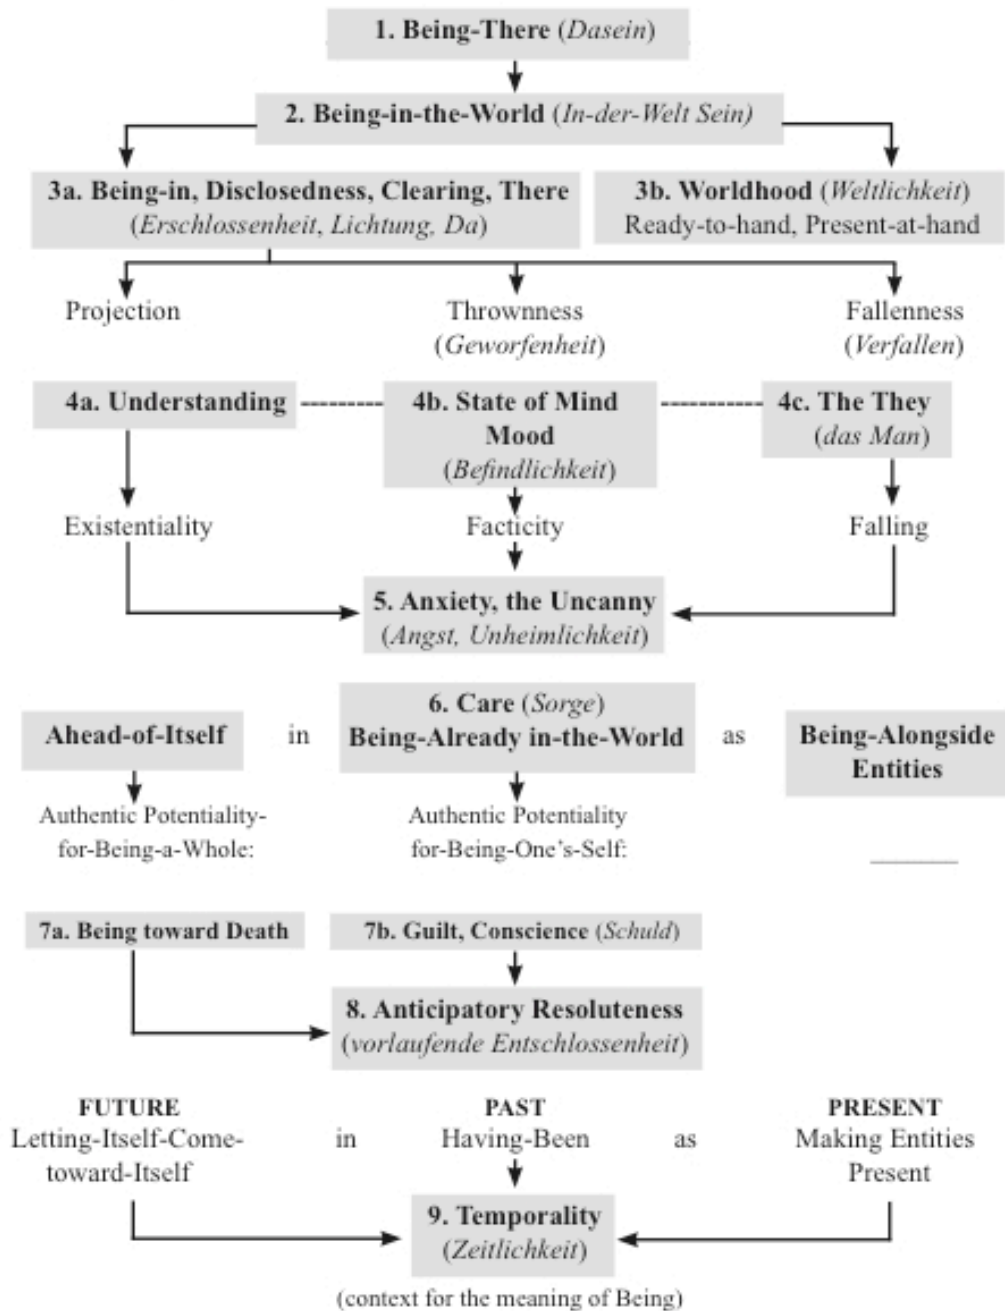 1. Being-There (Dasein)
2. Being-in-the-World (In-der-Welt Sein)
3a. Being-in, Disclosedness, Clearing, There
(Erschlossenheit, Lichtung, Da)
3b. Worldhood (Weltlichkeit)
Ready-to-hand, Present-at-hand
Projection
Thrownness
(Geworfenheit)
Fallenness
(Verfallen)
4a. Understanding
4b. State of Mind
Mood
(Befindlichkeit)
4c. The They
(das Man)
Existentiality
Facticity
Falling
5. Anxiety, the Uncanny
(Angst, Unheimlichkeit)
Ahead-of-Itself
in
6. Care (Sorge)
Being-Already in-the-World
as
Being-Alongside
Entities
Authentic Potentiality-
for-Being-a-Whole:
Authentic Potentiality
for-Being-One's-Self:
7a. Being toward Death
7b. Guilt, Conscience (Schuld)
8. Anticipatory Resoluteness
(vorlaufende Entschlossenheit)
FUTURE
Letting-Itself-Come-
toward-Itself
in
PAST
Having-Been
as
PRESENT
Making Entities
Present
9. Temporality
(Zeitlichkeit)
(context for the meaning of Being)